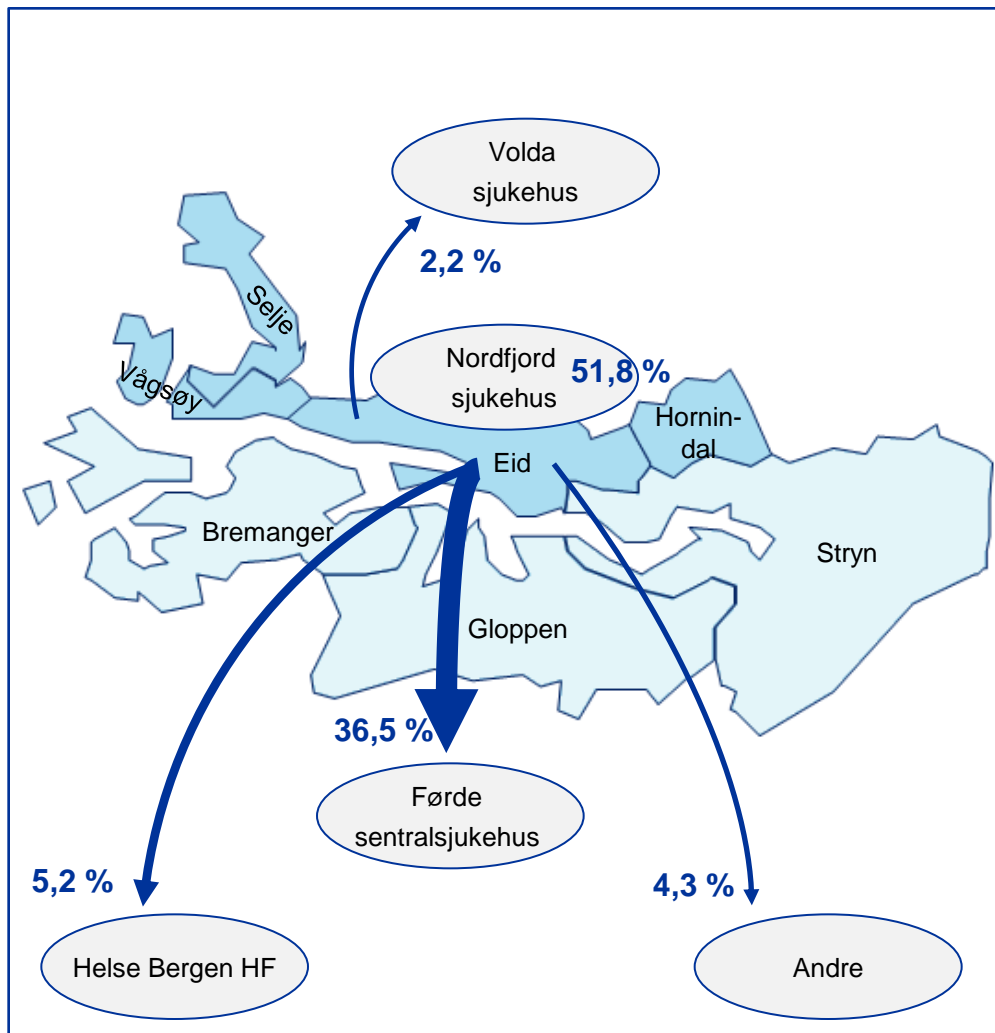 Volda
sjukehus
2,2 %
Selje
Vågsøy
Nordfjord
sjukehus
51,8 %
Hornin-
dal
Eid
Bremanger
Stryn
Gloppen
36,5 %
Førde
sentralsjukehus
5,2 %
4,3 %
Helse Bergen HF
Andre